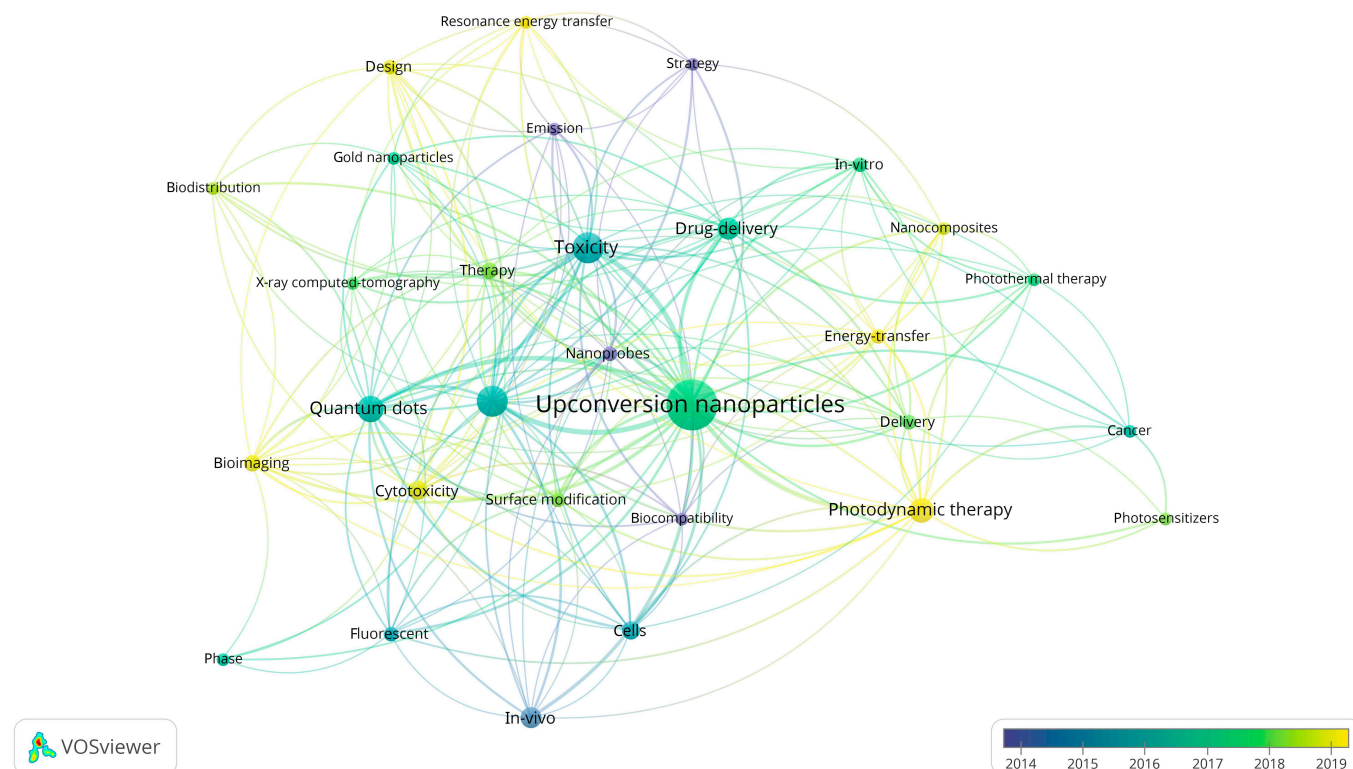 Resonance energy transfer
Strategy
Design
Emission
Gold nanoparticles
In-vitro
Biodistribution
Drug-delivery
Nanocomposites
Toxicity
Therapy
X-ray computed-tomography
Photothermal therapy
Energy-transfer
Nanoprobes
Quantum dots
Upconversion nanoparticles
Delivery
Cancer
Bioimaging
Cytotoxicity
Surface modification
Biocompatibility
Photodynamic therapy
Photosensitizers
Fluorescent
Cells
Phase
In-vivo
VOSviewer
2014 2015 2016 2017 2018 2019